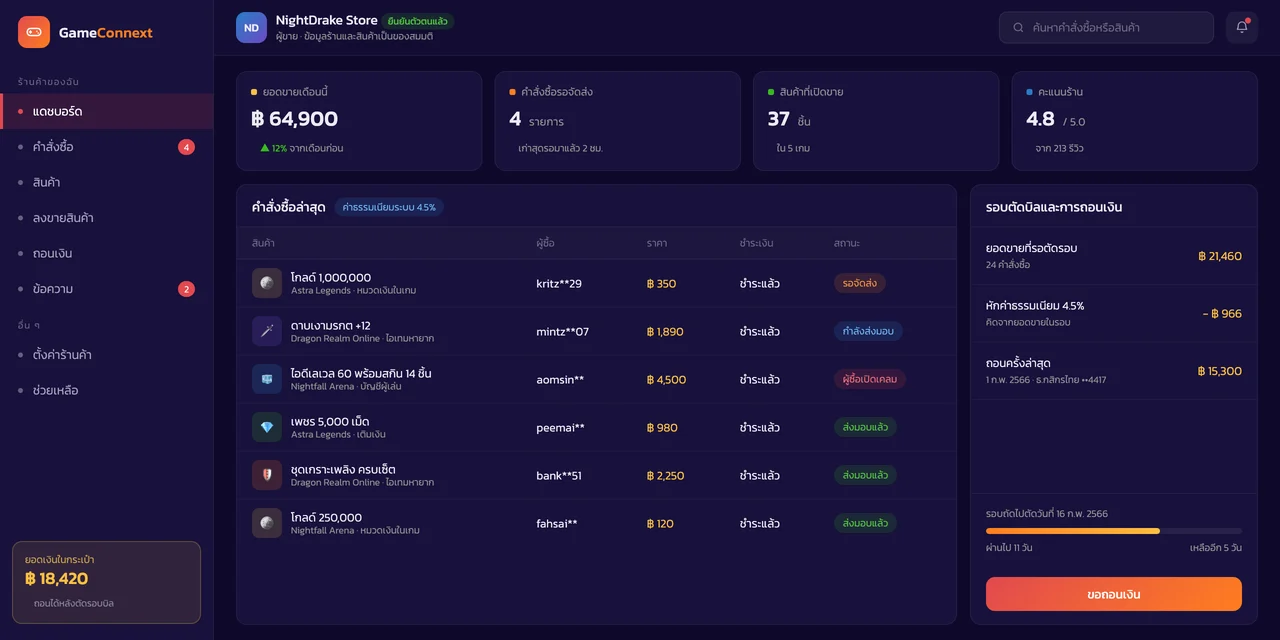 GameConnext
ร้านค้าของฉัน
แดชบอร์ด
คำสั่งซื้อ 4
สินค้า
ลงขายสินค้า
ถอนเงิน
ข้อความ 2
อื่น ๆ
ตั้งค่าร้านค้า
ช่วยเหลือ
ยอดเงินในกระเป๋า
฿ 18,420
ถอนได้หลังตัดรอบบิล
ND
NightDrake Store ยืนยันตัวตนแล้ว
ผู้ขาย · ข้อมูลร้านและสินค้าเป็นของสมมติ
ค้นหาคำสั่งซื้อหรือสินค้า
ยอดขายเดือนนี้
฿ 64,900
▲ 12% จากเดือนก่อน
คำสั่งซื้อรอจัดส่ง
4 รายการ
เก่าสุดรอมาแล้ว 2 ชม.
สินค้าที่เปิดขาย
37 ชิ้น
ใน 5 เกม
คะแนนร้าน
4.8 / 5.0
จาก 213 รีวิว
คำสั่งซื้อล่าสุด ค่าธรรมเนียมระบบ 4.5%
สินค้า ผู้ซื้อ ราคา ชำระเงิน สถานะ
โกลด์ 1,000,000
Astra Legends · หมวดเงินในเกม
kritz**29 ฿ 350 ชำระแล้ว รอจัดส่ง
ดาบเงามรกต +12
Dragon Realm Online · ไอเทมหายาก
mintz**07 ฿ 1,890 ชำระแล้ว กำลังส่งมอบ
ไอดีเลเวล 60 พร้อมสกิน 14 ชิ้น
Nightfall Arena · บัญชีผู้เล่น
aomsin** ฿ 4,500 ชำระแล้ว ผู้ซื้อเปิดเคลม
เพชร 5,000 เม็ด
Astra Legends · เติมเงิน
peemai** ฿ 980 ชำระแล้ว ส่งมอบแล้ว
ชุดเกราะเพลิง ครบเซ็ต
Dragon Realm Online · ไอเทมหายาก
bank**51 ฿ 2,250 ชำระแล้ว ส่งมอบแล้ว
โกลด์ 250,000
Nightfall Arena · หมวดเงินในเกม
fahsai** ฿ 120 ชำระแล้ว ส่งมอบแล้ว
รอบตัดบิลและการถอนเงิน
ยอดขายที่รอตัดรอบ
24 คำสั่งซื้อ
฿ 21,460
หักค่าธรรมเนียม 4.5%
คิดจากยอดขายในรอบ
− ฿ 966
ถอนครั้งล่าสุด
1 ก.พ. 2566 · ธ.กสิกรไทย ••4417
฿ 15,300
รอบถัดไปตัดวันที่ 16 ก.พ. 2566
ผ่านไป 11 วัน เหลืออีก 5 วัน
ขอถอนเงิน